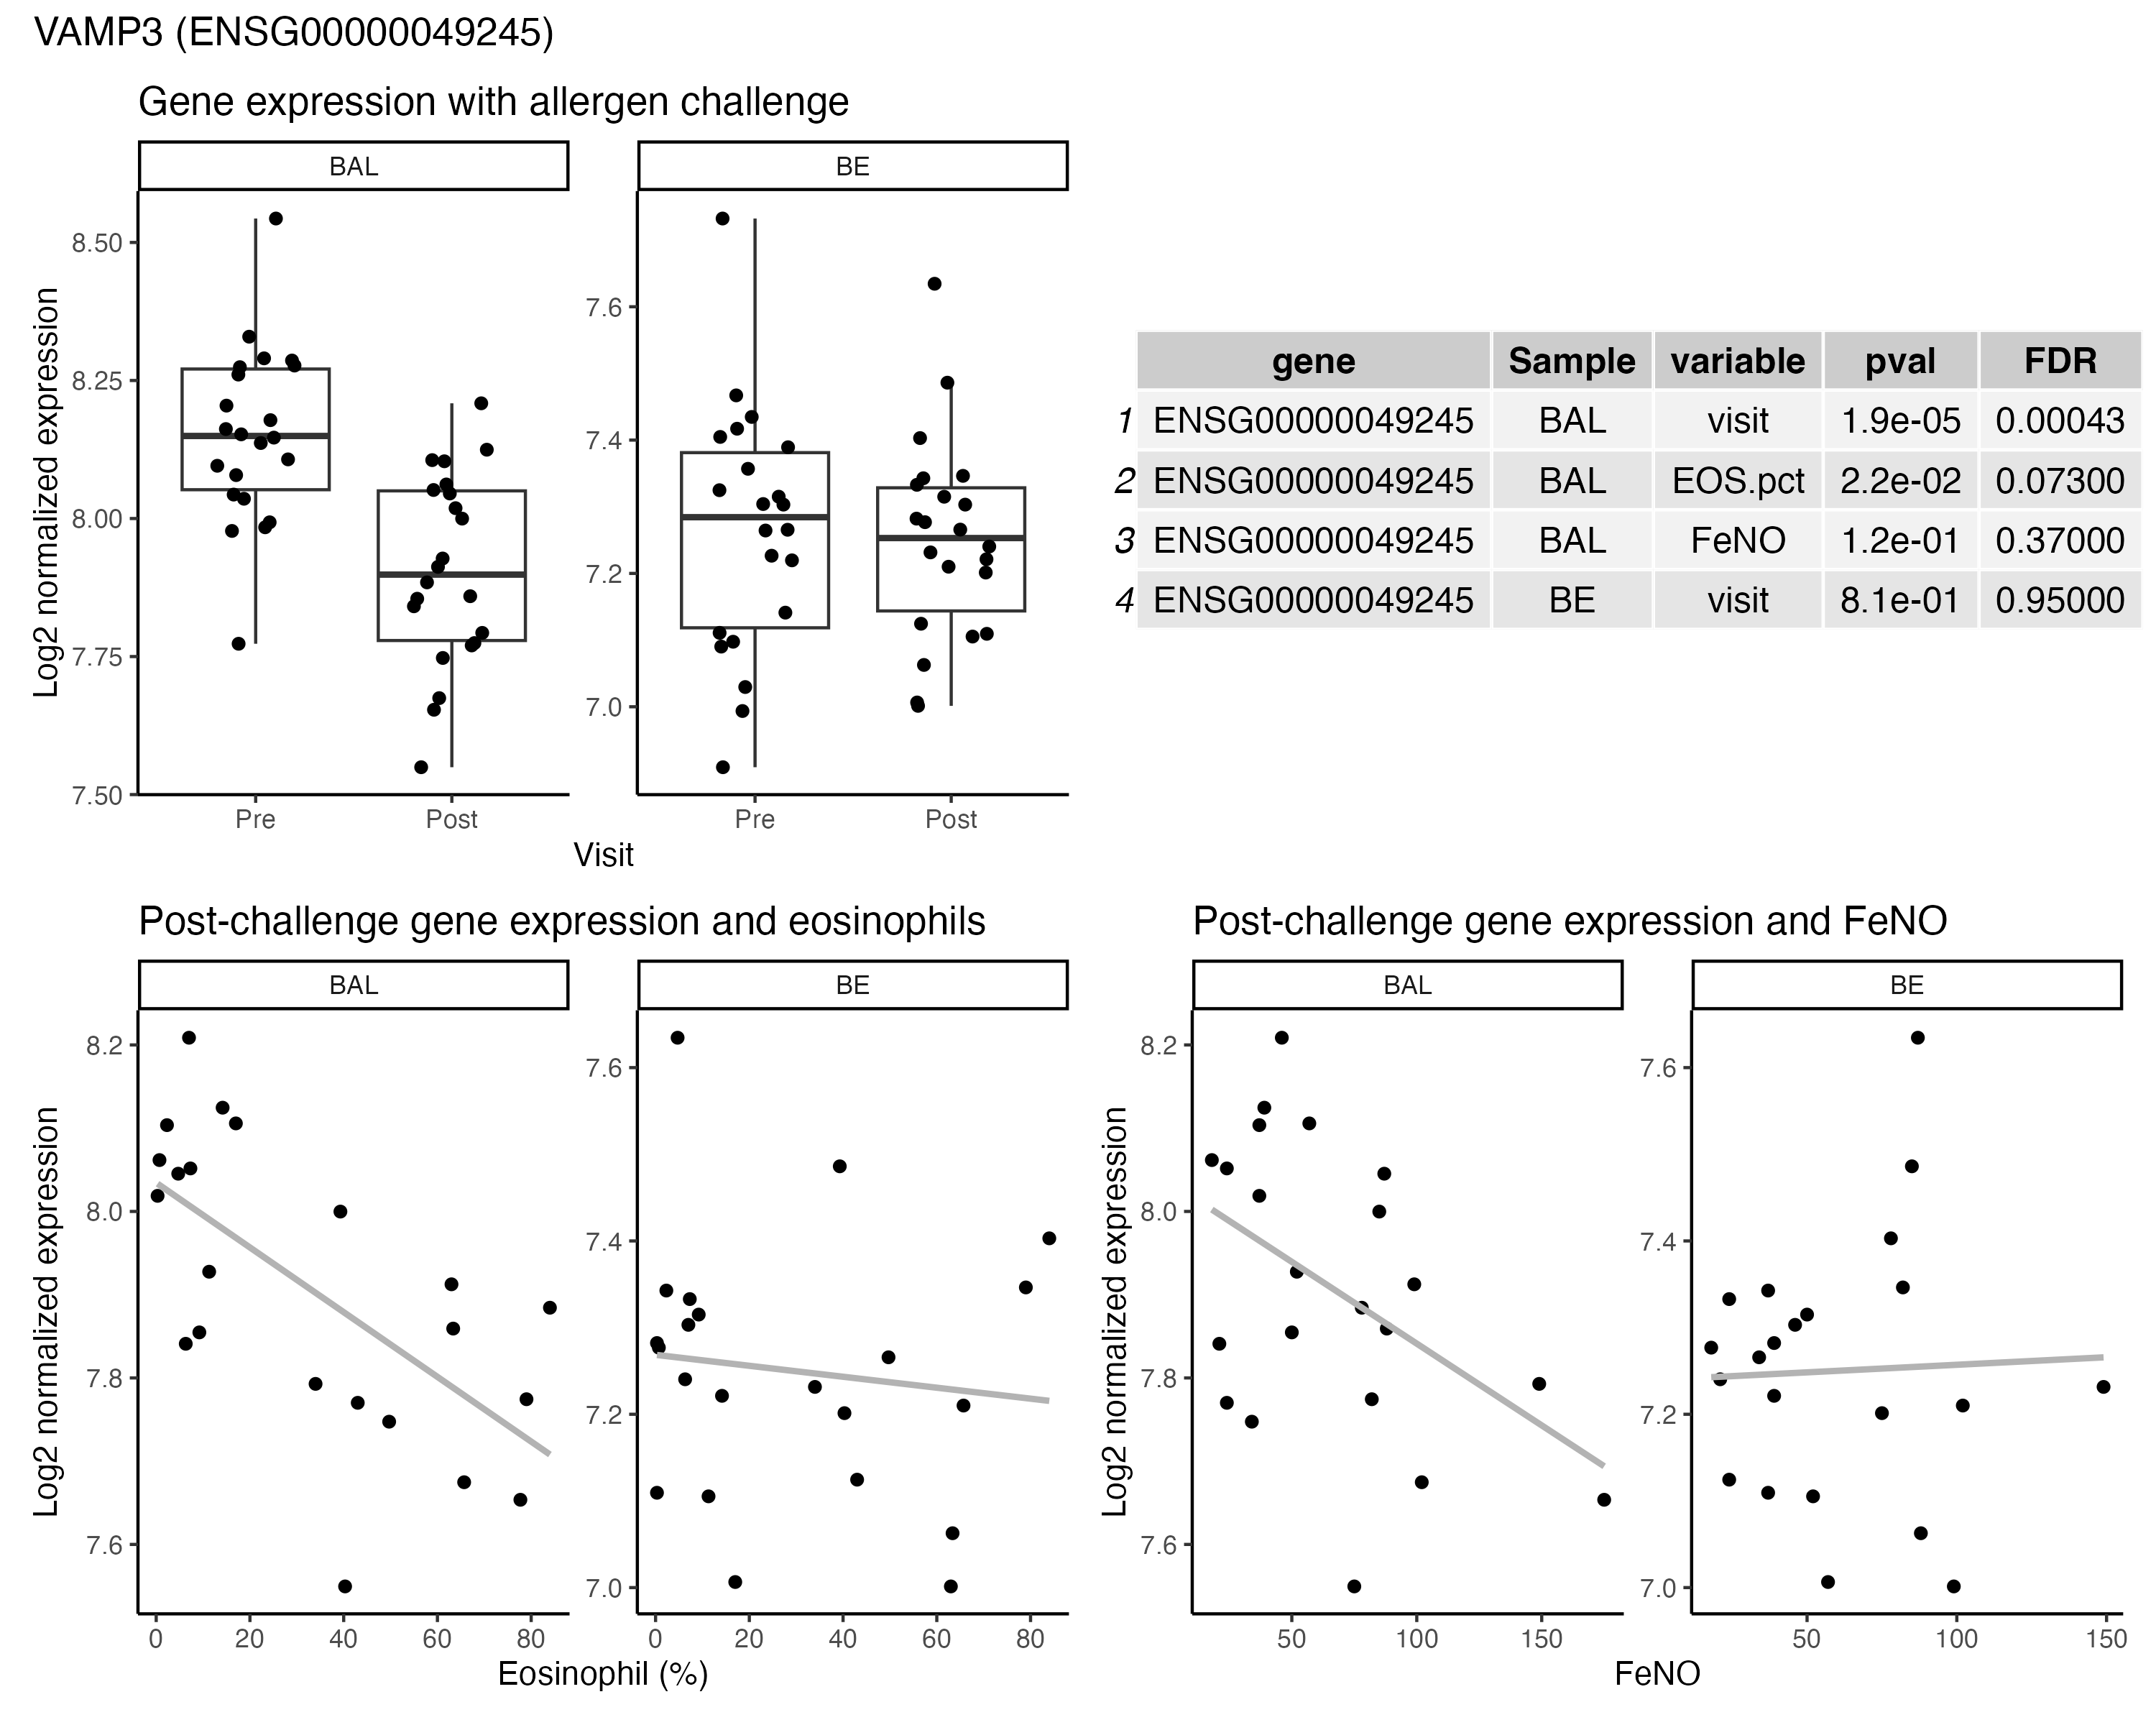 VAMP3 (ENSG00000049245)
Gene expression with allergen challenge
BAL BE
Log2 normalized expression
8.50
8.25
8.00
7.75
7.50
7.6
7.4
7.2
7.0
Pre Post Pre Post
Visit
gene Sample variable pval FDR
1 ENSG00000049245 BAL visit 1.9e-05 0.00043
2 ENSG00000049245 BAL EOS.pct 2.2e-02 0.07300
3 ENSG00000049245 BAL FeNO 1.2e-01 0.37000
4 ENSG00000049245 BE visit 8.1e-01 0.95000
Post-challenge gene expression and eosinophils
BAL BE
Log2 normalized expression
8.2
8.0
7.8
7.6
7.6
7.4
7.2
7.0
0 20 40 60 80 0 20 40 60 80
Eosinophil (%)
Post-challenge gene expression and FeNO
BAL BE
Log2 normalized expression
8.2
8.0
7.8
7.6
7.6
7.4
7.2
7.0
50 100 150 50 100 150
FeNO